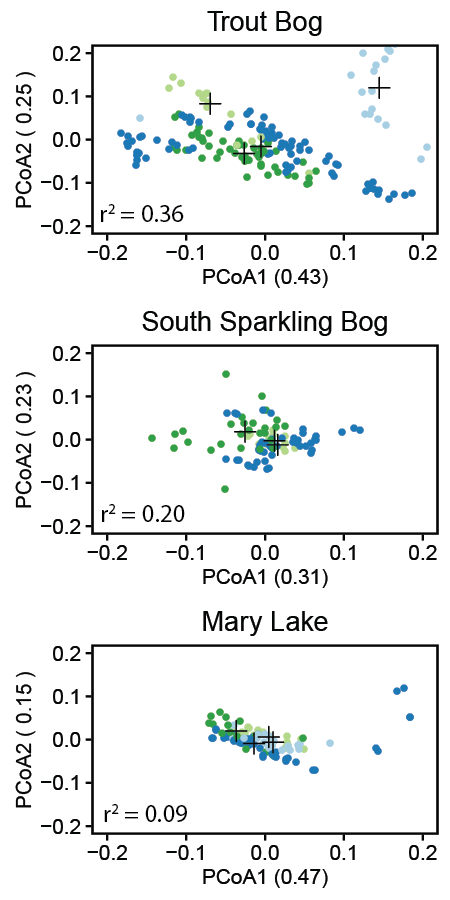 Trout Bog
PCoA2 ( 0.25 )
0.2
0.1
0.0
−0.1
−0.2
r² = 0.36
−0.2 −0.1 0.0 0.1 0.2
PCoA1 (0.43)
South Sparkling Bog
PCoA2 ( 0.23 )
0.2
0.1
0.0
−0.1
−0.2
r² = 0.20
−0.2 −0.1 0.0 0.1 0.2
PCoA1 (0.31)
Mary Lake
PCoA2 ( 0.15 )
0.2
0.1
0.0
−0.1
−0.2
r² = 0.09
−0.2 −0.1 0.0 0.1 0.2
PCoA1 (0.47)